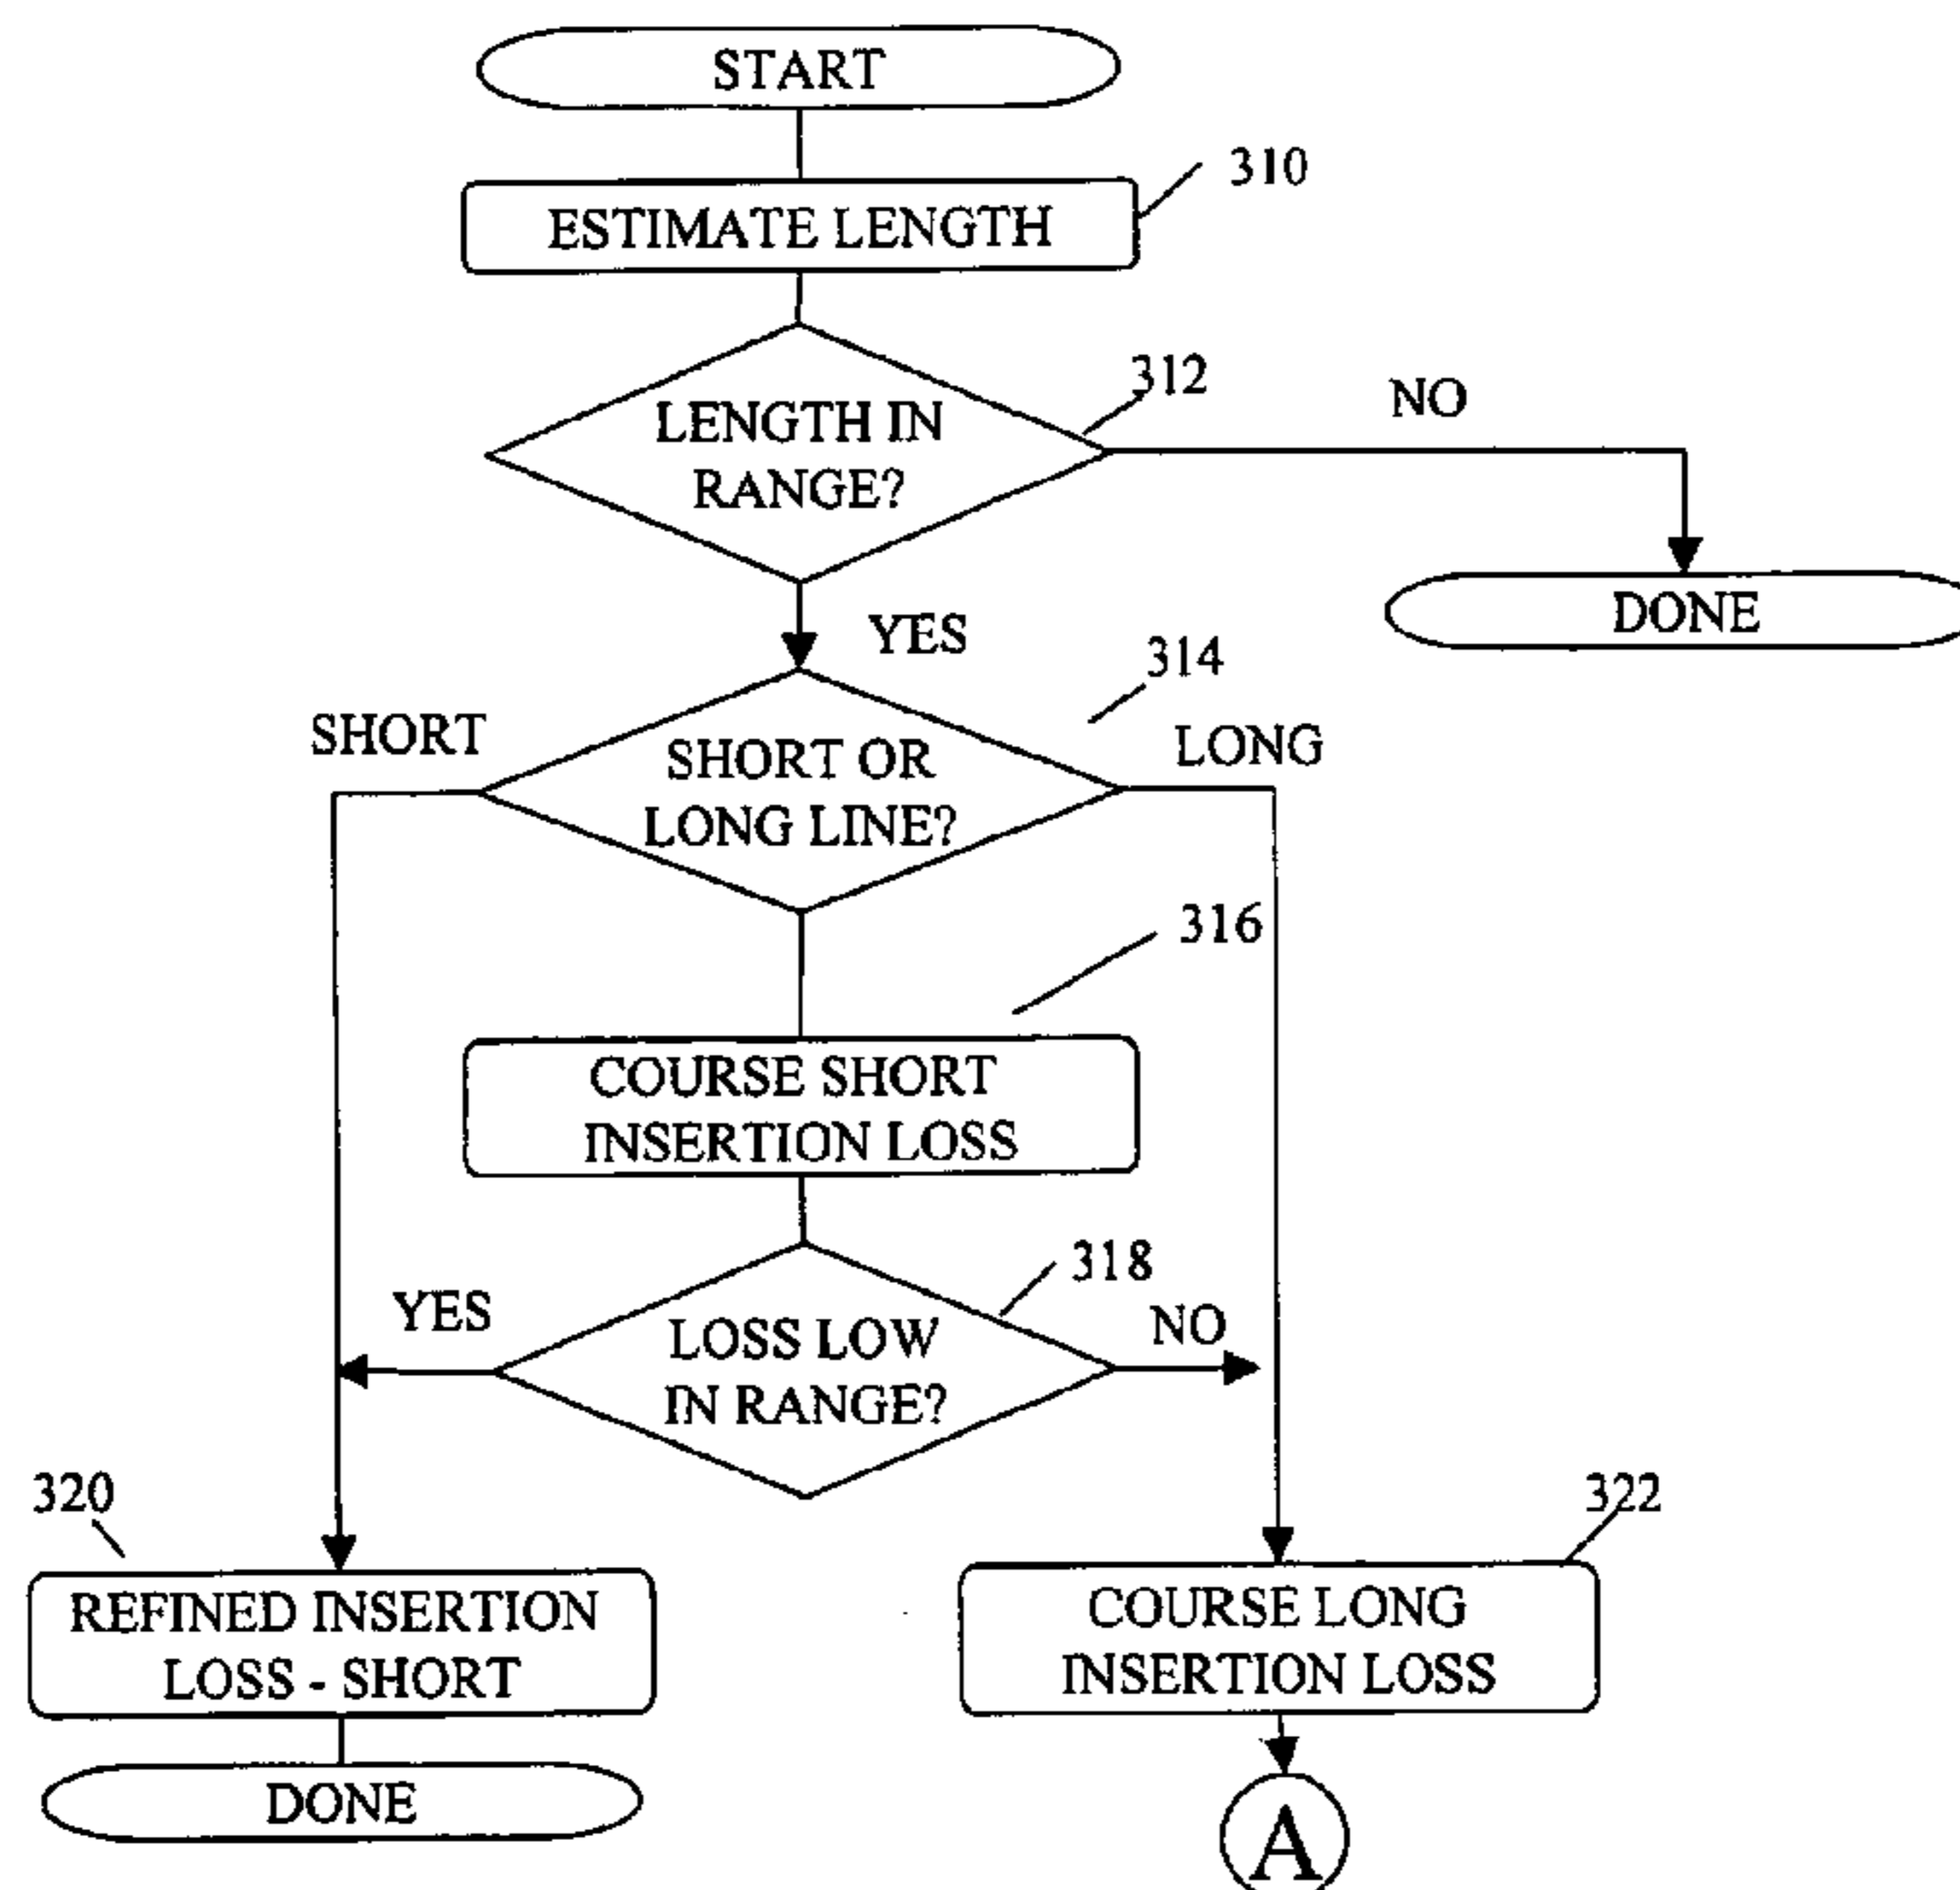 START
310
ESTIMATE LENGTH
312
NO
LENGTH IN
RANGE?
DONE
YES
314
SHORT
LONG
SHORT OR
LONG LINE?
316
COURSE SHORT
INSERTION LOSS
318
YES
NO
LOSS LOW
IN RANGE?
320
322
REFINED INSERTION
LOSS - SHORT
COURSE LONG
INSERTION LOSS
DONE
A